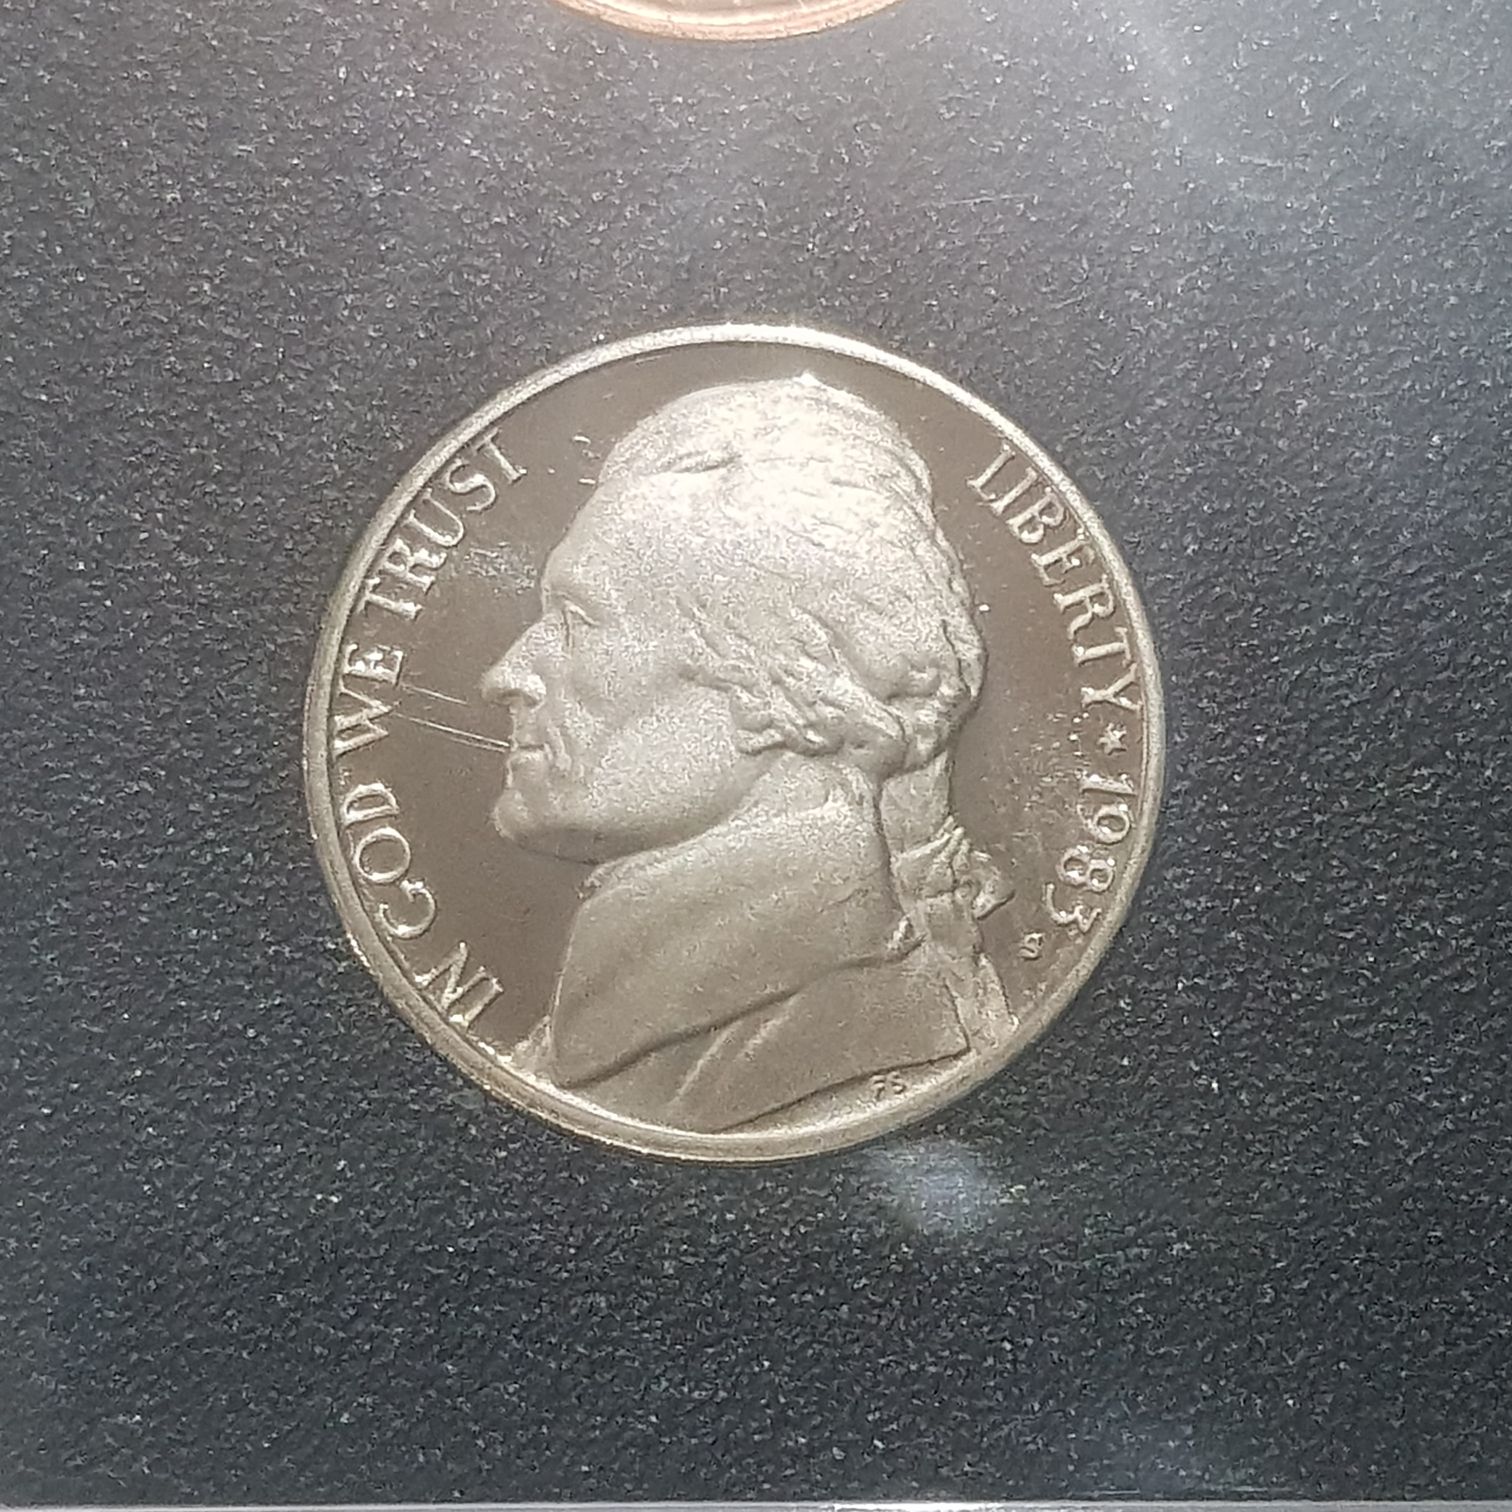 IN GOD WE TRUST
LIBERTY ★ 1983
S
FS